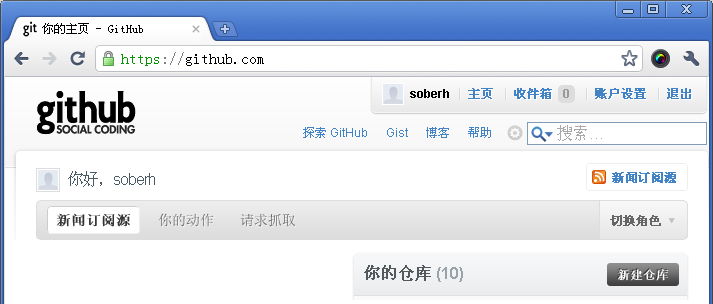 git 你的主页 - GitHub
https://github.com
soberh 主页 收件箱 0 账户设置 退出
github
SOCIAL CODING
探索 GitHub Gist 博客 帮助 搜索...
你好，soberh
新闻订阅源
新闻订阅源 你的动作 请求抓取 切换角色
你的仓库 (10) 新建仓库